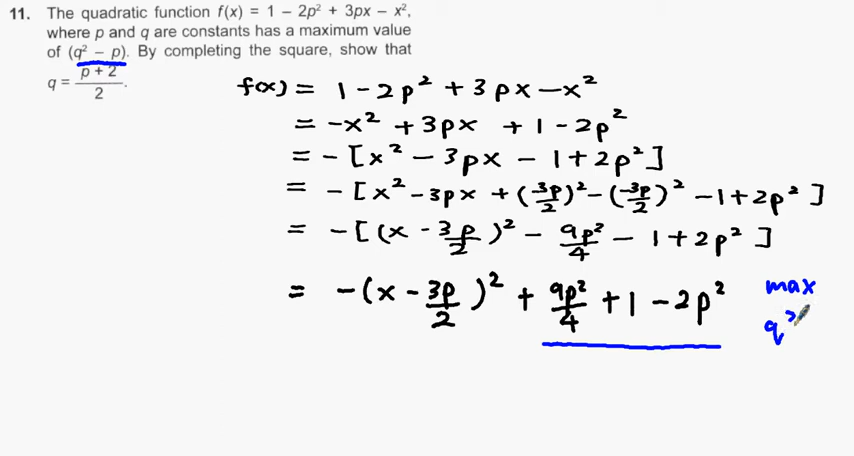 11. The quadratic function f(x) = 1 − 2p² + 3px − x²,
where p and q are constants has a maximum value
of (q² − p). By completing the square, show that
q = (p + 2)/2.
f(x) = 1 − 2p² + 3px − x²
= −x² + 3px + 1 − 2p²
= −[x² − 3px − 1 + 2p²]
= −[x² − 3px + (−3p/2)² − (−3p/2)² − 1 + 2p²]
= −[(x − 3p/2)² − 9p²/4 − 1 + 2p²]
= −(x − 3p/2)² + 9p²/4 + 1 − 2p²
max
q²